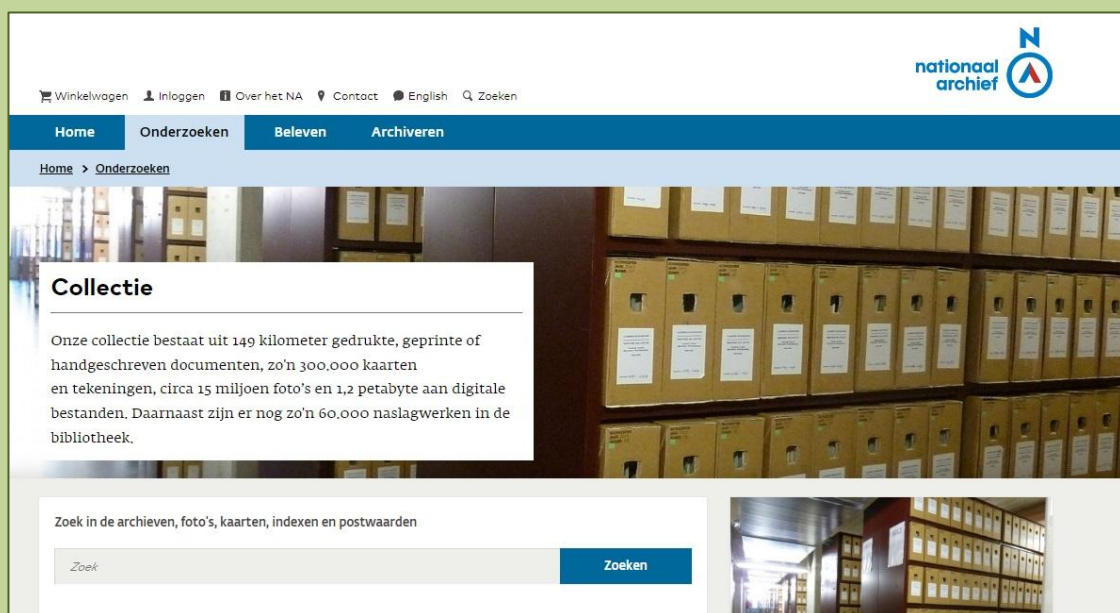 N
nationaal
archief
Winkelwagen Inloggen Over het NA Contact English Zoeken
Home Onderzoeken Beleven Archiveren
Home > Onderzoeken
Collectie
Onze collectie bestaat uit 149 kilometer gedrukte, geprinte of
handgeschreven documenten, zo'n 300.000 kaarten
en tekeningen, circa 15 miljoen foto's en 1,2 petabyte aan digitale
bestanden. Daarnaast zijn er nog zo'n 60.000 naslagwerken in de
bibliotheek.
Zoek in de archieven, foto's, kaarten, indexen en postwaarden
Zoek Zoeken